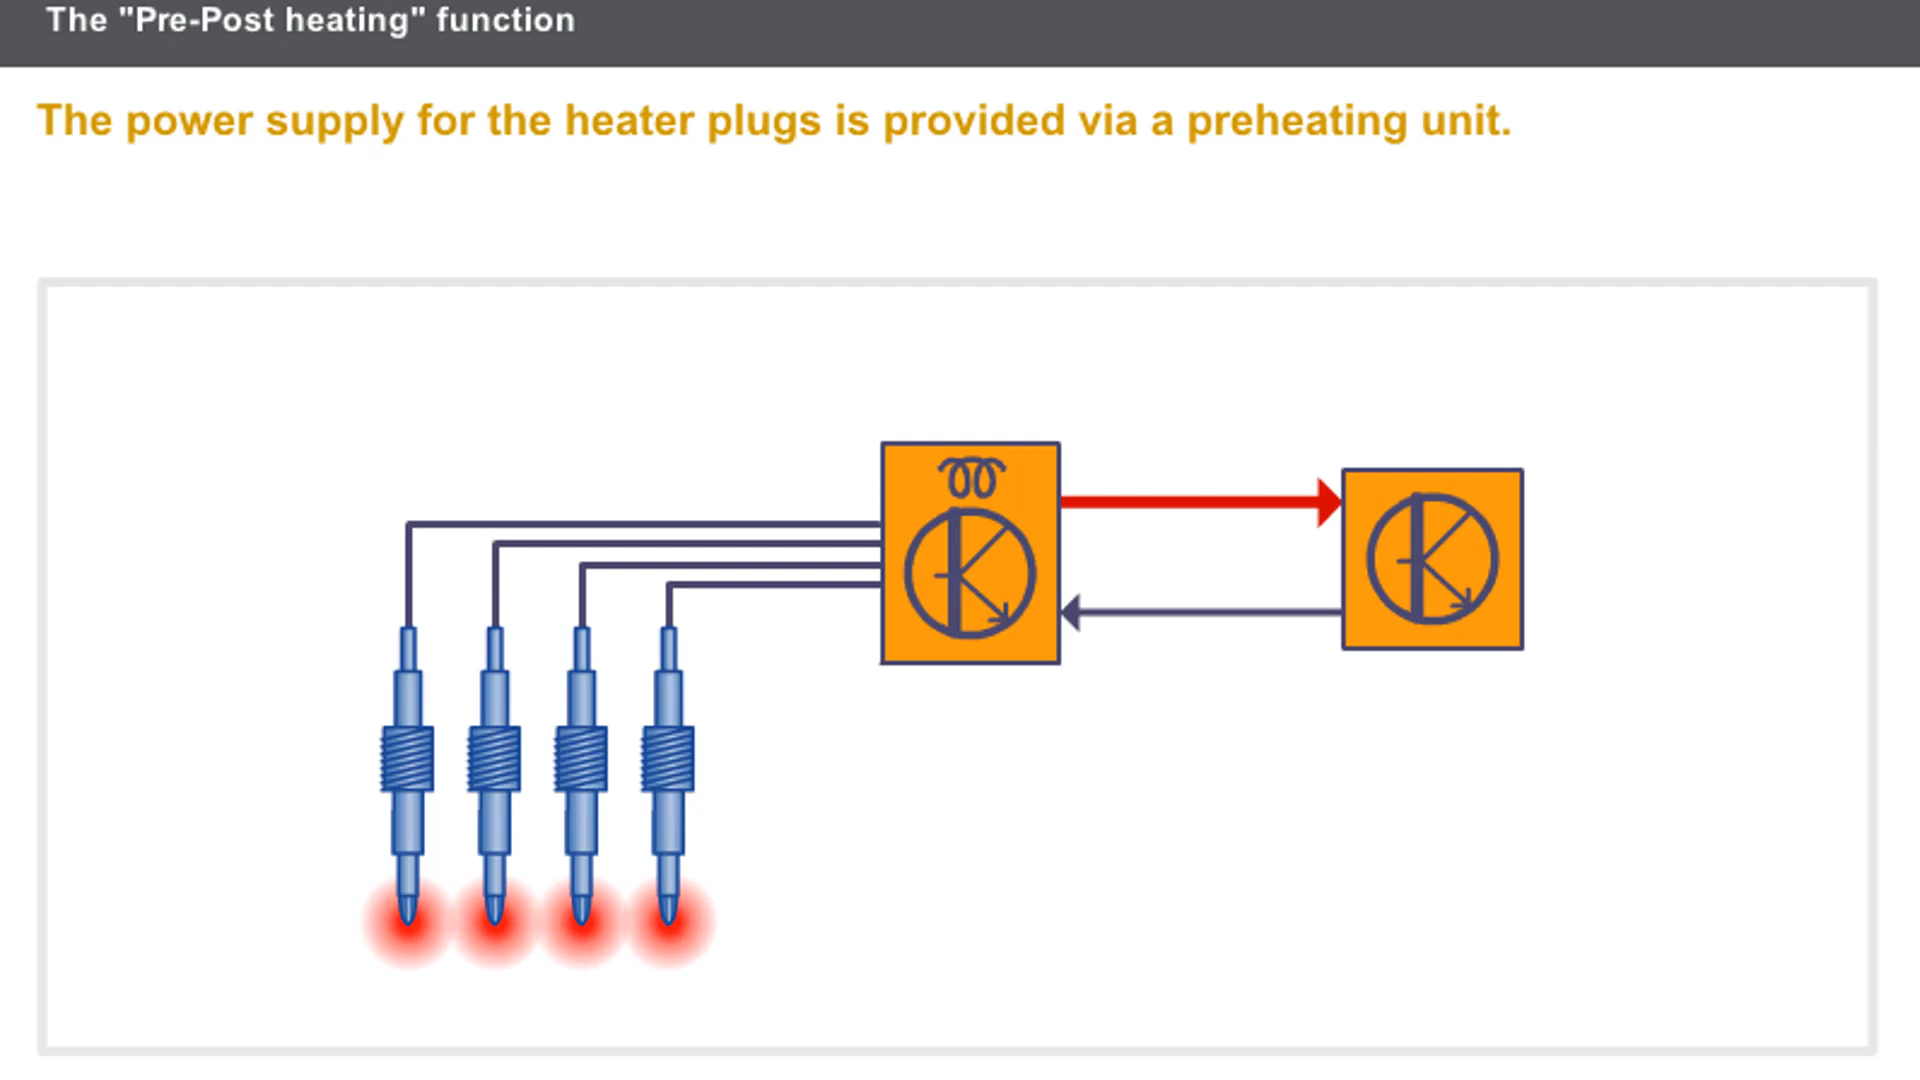 The "Pre-Post heating" function
The power supply for the heater plugs is provided via a preheating unit.